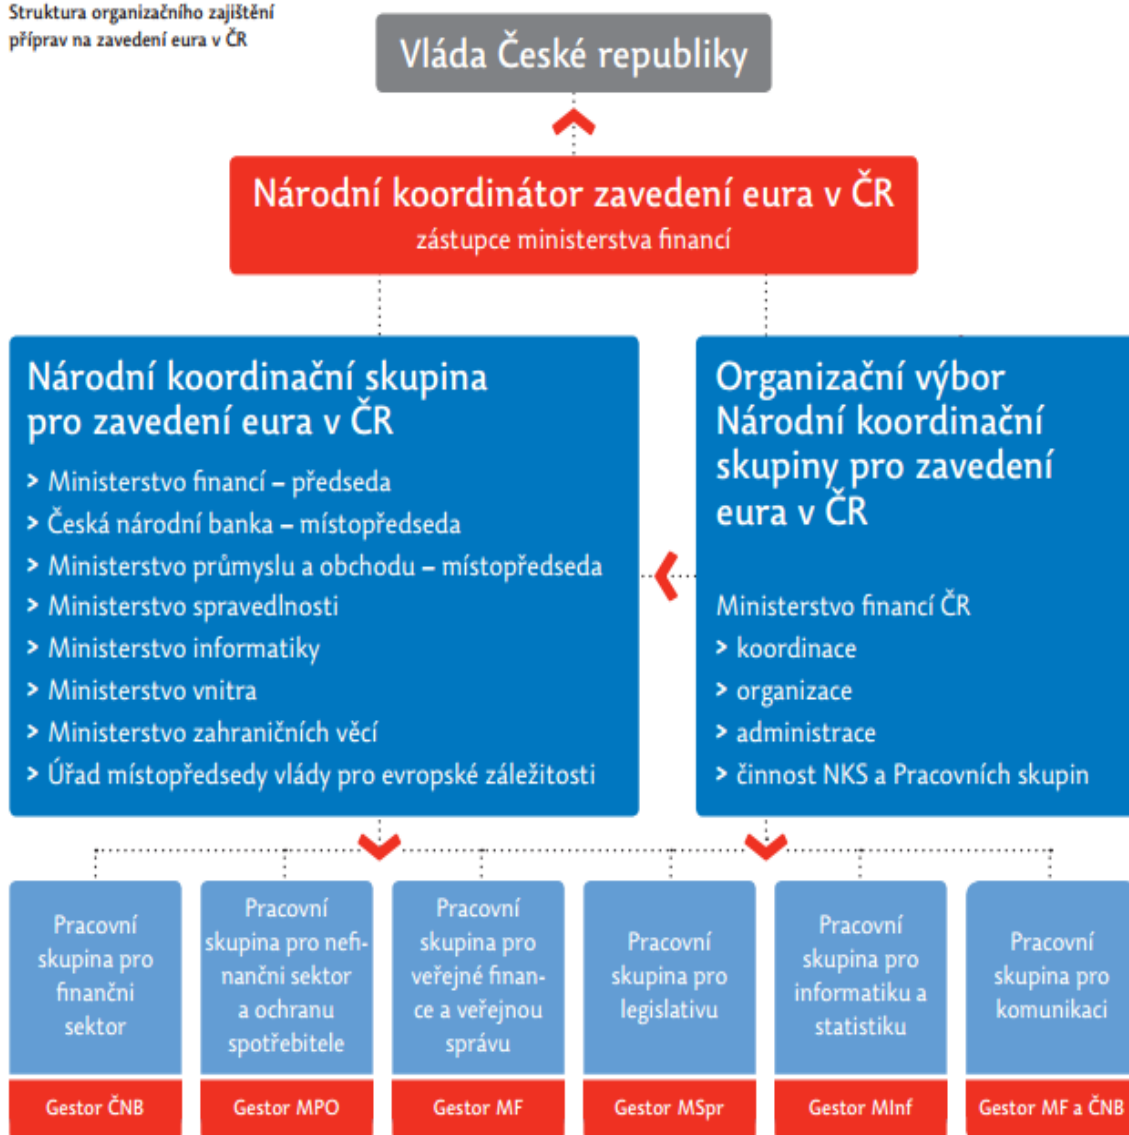 Struktura organizačního zajištění
příprav na zavedení eura v ČR
Vláda České republiky
Národní koordinátor zavedení eura v ČR
zástupce ministerstva financí
Národní koordinační skupina
pro zavedení eura v ČR
> Ministerstvo financí – předseda
> Česká národní banka – místopředseda
> Ministerstvo průmyslu a obchodu – místopředseda
> Ministerstvo spravedlnosti
> Ministerstvo informatiky
> Ministerstvo vnitra
> Ministerstvo zahraničních věcí
> Úřad místopředsedy vlády pro evropské záležitosti
Organizační výbor
Národní koordinační
skupiny pro zavedení
eura v ČR
Ministerstvo financí ČR
> koordinace
> organizace
> administrace
> činnost NKS a Pracovních skupin
Pracovní
skupina pro
finanční
sektor
Gestor ČNB
Pracovní
skupina pro nefi-
nanční sektor
a ochranu
spotřebitele
Gestor MPO
Pracovní
skupina pro
veřejné finan-
ce a veřejnou
správu
Gestor MF
Pracovní
skupina pro
legislativu
Gestor MSpr
Pracovní
skupina pro
informatiku a
statistiku
Gestor MInf
Pracovní
skupina pro
komunikaci
Gestor MF a ČNB